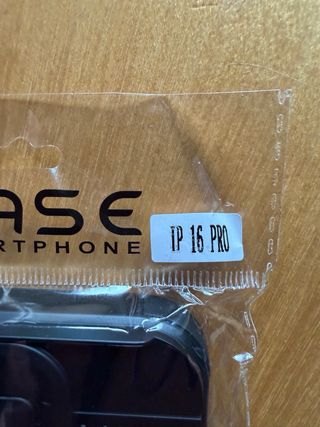 ASE
RTPHONE
IP 16 PRO